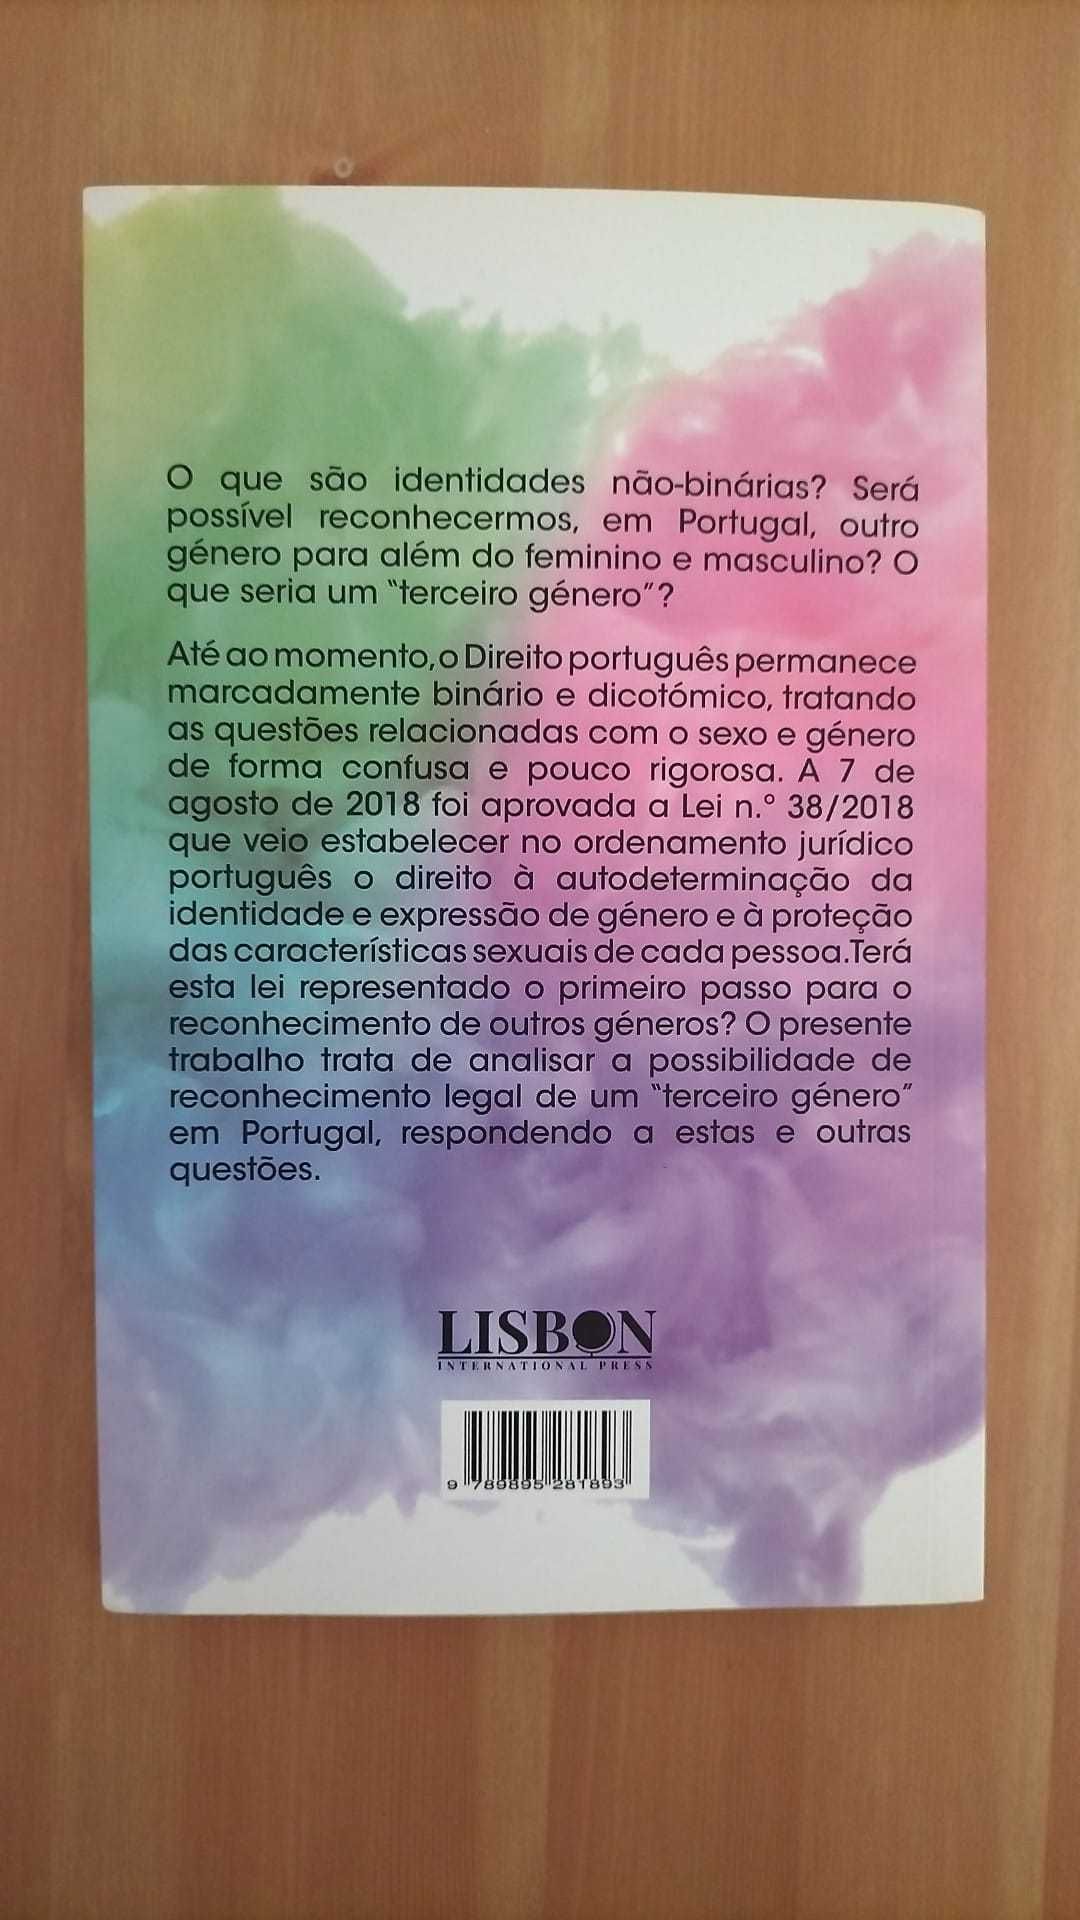 O que são identidades não-binárias? Será
possível reconhecermos, em Portugal, outro
género para além do feminino e masculino? O
que seria um "terceiro género"?
Até ao momento, o Direito português permanece
marcadamente binário e dicotómico, tratando
as questões relacionadas com o sexo e género
de forma confusa e pouco rigorosa. A 7 de
agosto de 2018 foi aprovada a Lei n.º 38/2018
que veio estabelecer no ordenamento jurídico
português o direito à autodeterminação da
identidade e expressão de género e à proteção
das características sexuais de cada pessoa.Terá
esta lei representado o primeiro passo para o
reconhecimento de outros géneros? O presente
trabalho trata de analisar a possibilidade de
reconhecimento legal de um "terceiro género"
em Portugal, respondendo a estas e outras
questões.
LISBON
INTERNATIONAL PRESS
9 789895 281893